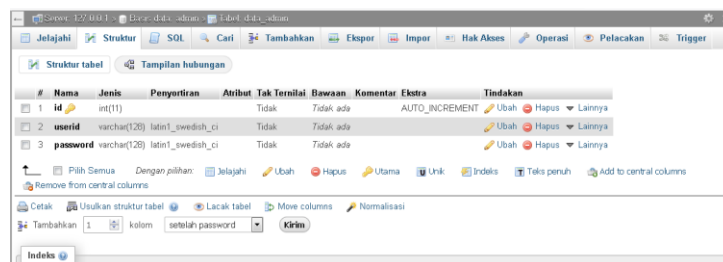 Server: 127.0.0.1 » Basis data: admin » Tabel: data_admin
Jelajahi Struktur SQL Cari Tambahkan Ekspor Impor Hak Akses Operasi Pelacakan Trigger
Struktur tabel Tampilan hubungan
# Nama Jenis Penyortiran Atribut Tak Ternilai Bawaan Komentar Ekstra Tindakan
1 id int(11) Tidak Tidak ada AUTO_INCREMENT Ubah Hapus Lainnya
2 userid varchar(128) latin1_swedish_ci Tidak Tidak ada Ubah Hapus Lainnya
3 password varchar(128) latin1_swedish_ci Tidak Tidak ada Ubah Hapus Lainnya
Pilih Semua Dengan pilihan: Jelajahi Ubah Hapus Utama Unik Indeks Teks penuh Add to central columns
Remove from central columns
Cetak Usulkan struktur tabel Lacak tabel Move columns Normalisasi
Tambahkan 1 kolom setelah password Kirim
Indeks